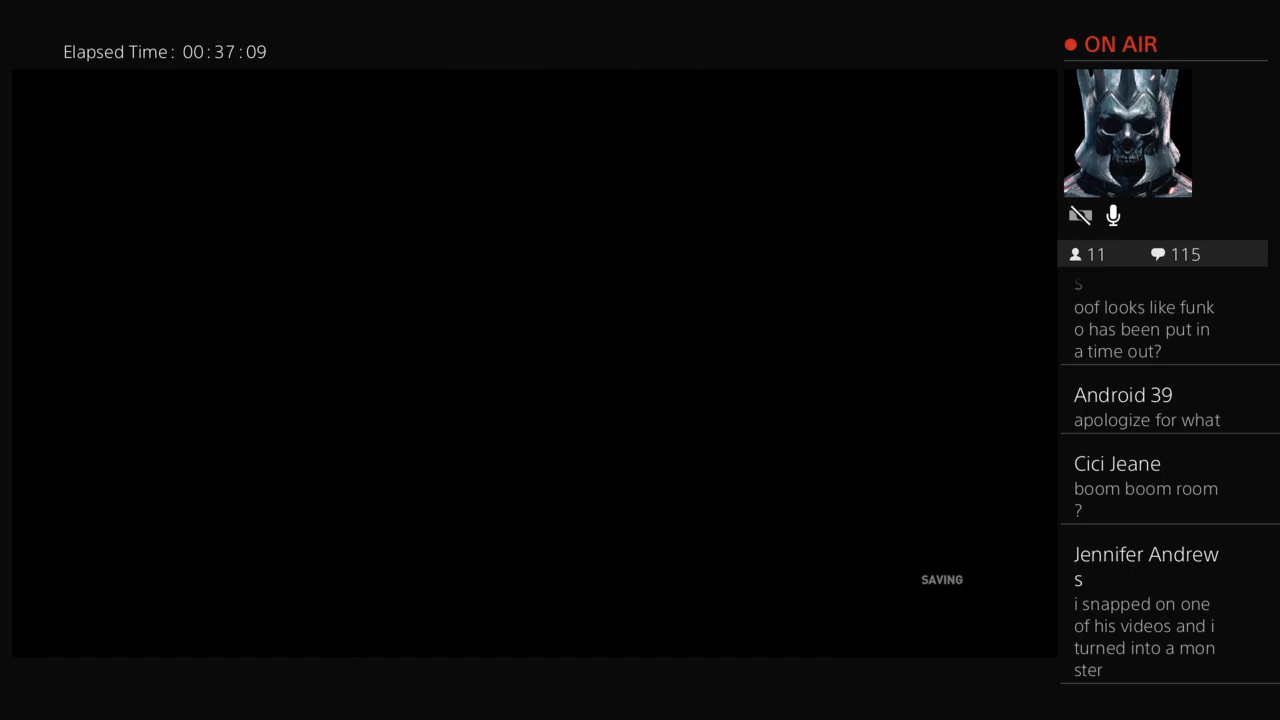 Elapsed Time: 00:37:09
ON AIR
11 115
s
oof looks like funk
o has been put in
a time out?
Android 39
apologize for what
Cici Jeane
boom boom room
?
Jennifer Andrew
s
i snapped on one
of his videos and i
turned into a mon
ster
SAVING